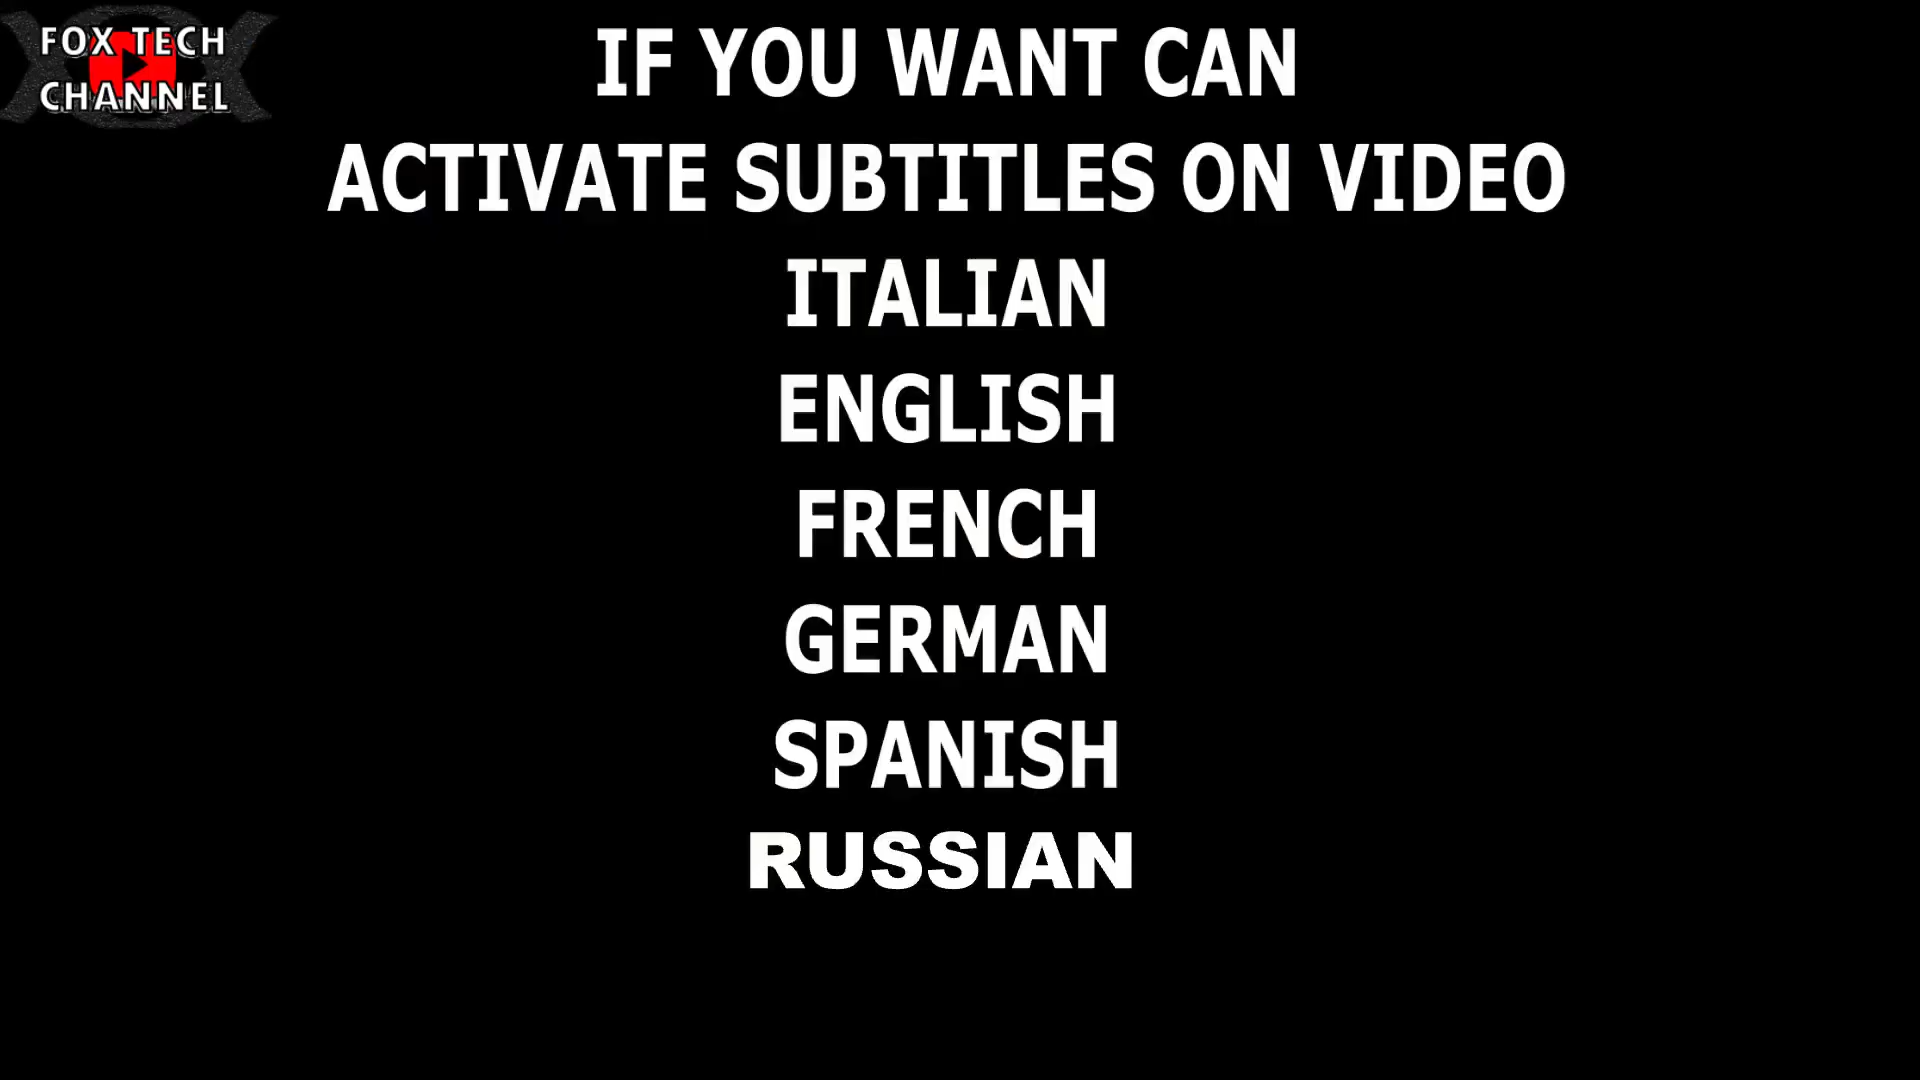 FOX TECH
CHANNEL
IF YOU WANT CAN
ACTIVATE SUBTITLES ON VIDEO
ITALIAN
ENGLISH
FRENCH
GERMAN
SPANISH
RUSSIAN